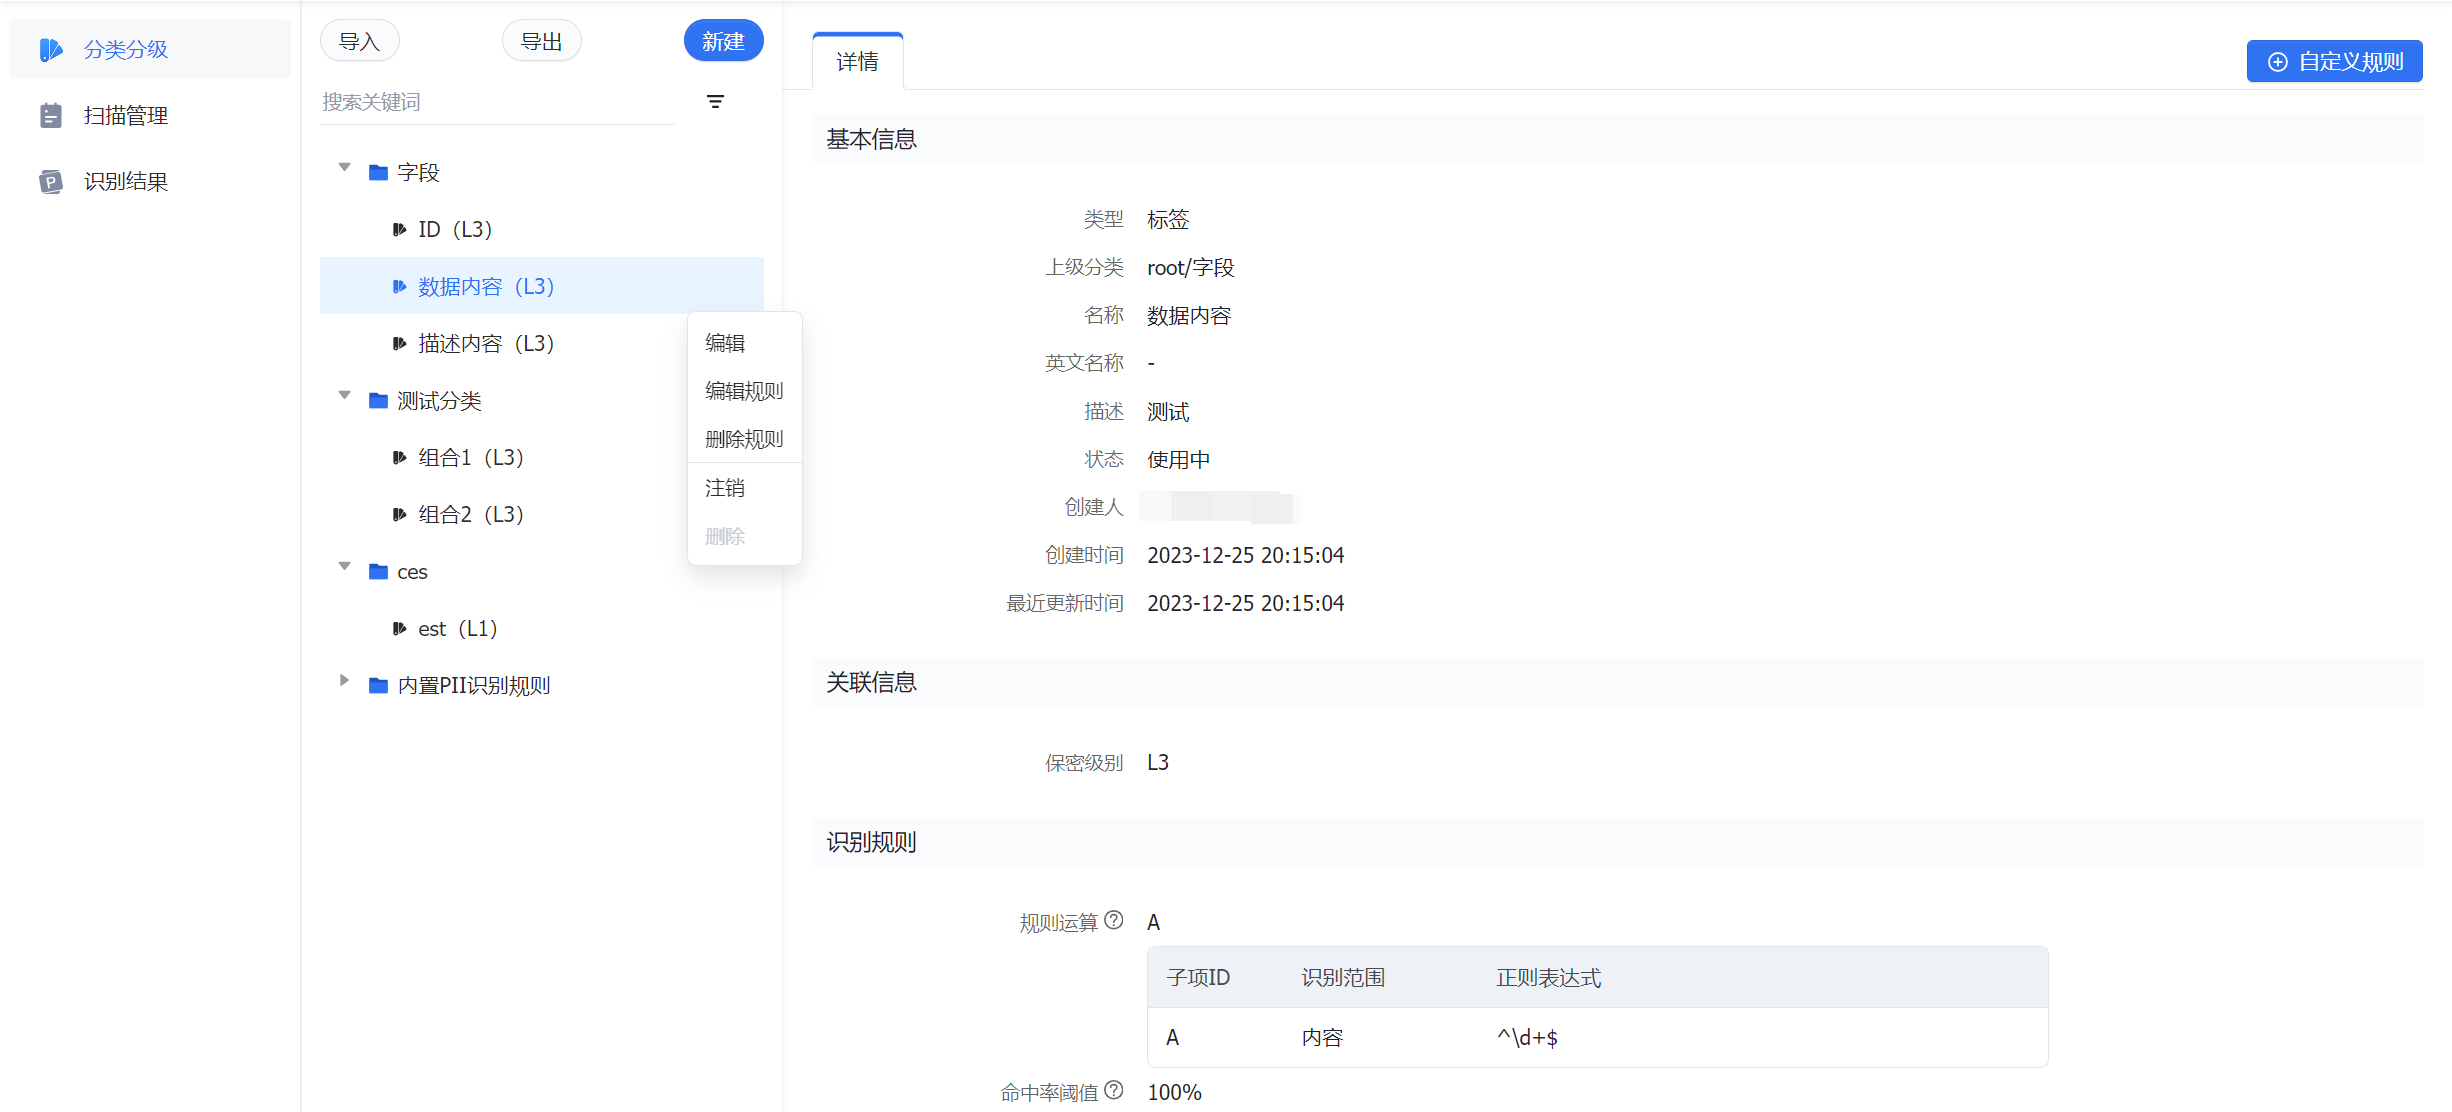 分类分级
扫描管理
识别结果
导入
导出
新建
搜索关键词
字段
ID（L3）
数据内容（L3）
描述内容（L3）
测试分类
组合1（L3）
组合2（L3）
ces
est（L1）
内置PII识别规则
编辑
编辑规则
删除规则
注销
删除
详情
自定义规则
基本信息
类型 标签
上级分类 root/字段
名称 数据内容
英文名称 -
描述 测试
状态 使用中
创建人
创建时间 2023-12-25 20:15:04
最近更新时间 2023-12-25 20:15:04
关联信息
保密级别 L3
识别规则
规则运算 A
子项ID 识别范围 正则表达式
A 内容 ^\d+$
命中率阈值 100%